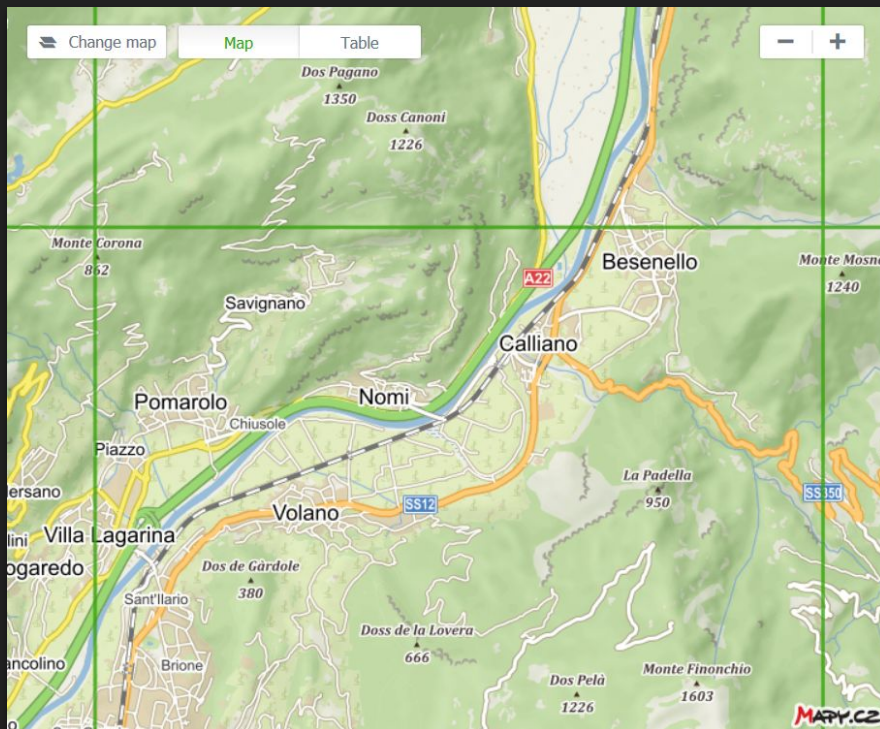 Change map
Map
Table
− +
Dos Pagano
1350
Doss Canoni
1226
Monte Corona
862
A22
Besenello
Monte Mosn
1240
Savignano
Calliano
Pomarolo
Nomi
Chiusole
Piazzo
ersano
La Padella
950
SS350
SS12
Volano
lini
Villa Lagarina
ogaredo
Dos de Gàrdole
380
Sant'Ilario
Doss de la Lovera
666
ancolino
Brione
Dos Pelà
1226
Monte Finonchio
1603
MAPY.CZ